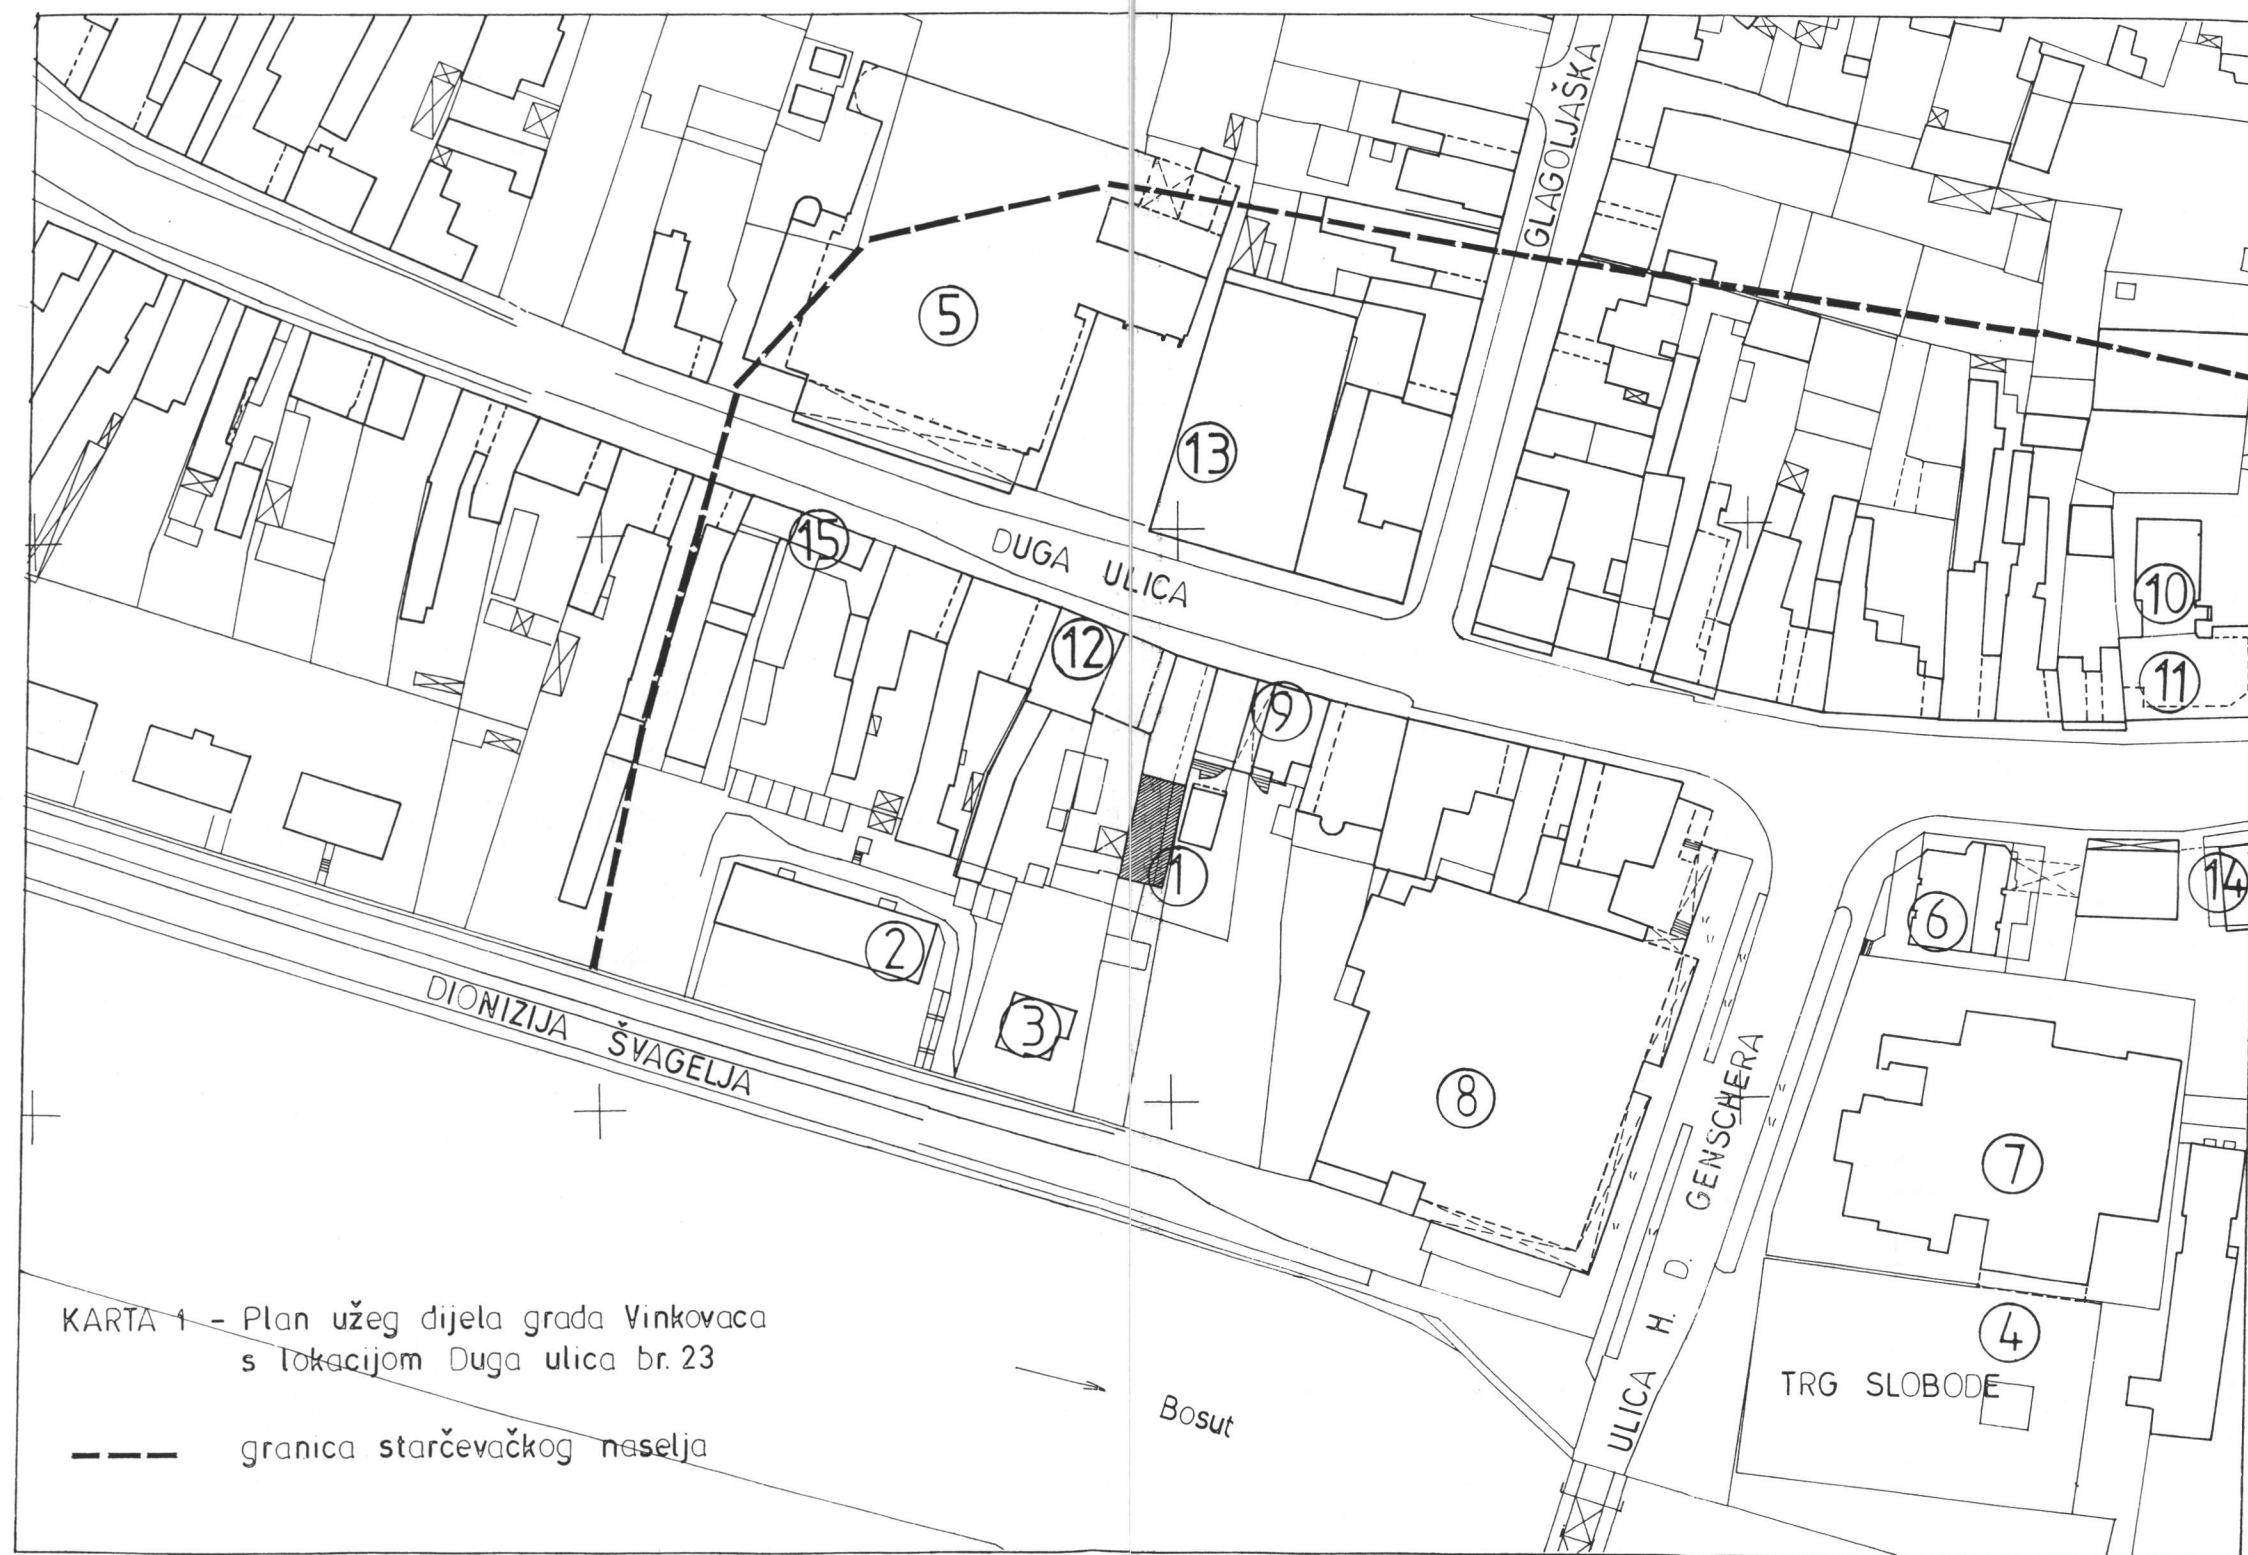 GLAGOLJAŠKA
5
13
15
DUGA ULICA
12
10
11
9
1
14
6
2
DIONIZIJA ŠVAGELJA
3
8
ULICA H. D. GENSCHERA
7
4
TRG SLOBODE
KARTA 1 - Plan užeg dijela grada Vinkovaca
s lokacijom Duga ulica br. 23
granica starčevačkog naselja
Bosut